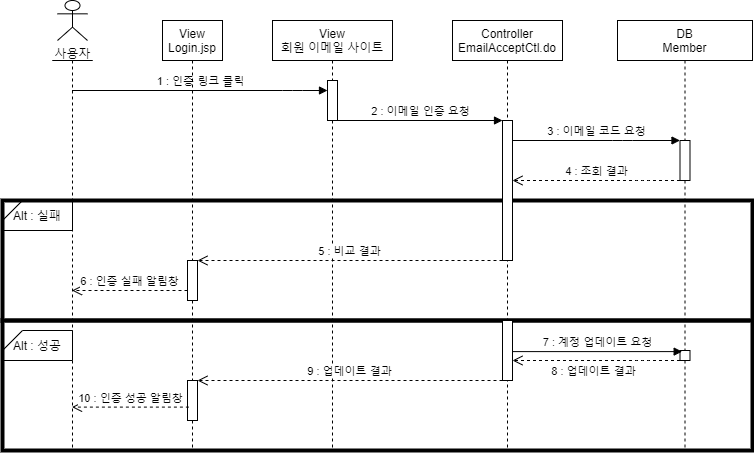 사용자
View
Login.jsp
View
회원 이메일 사이트
Controller
EmailAcceptCtl.do
DB
Member
1 : 인증 링크 클릭
2 : 이메일 인증 요청
3 : 이메일 코드 요청
4 : 조회 결과
Alt : 실패
5 : 비교 결과
6 : 인증 실패 알림창
Alt : 성공
7 : 계정 업데이트 요청
8 : 업데이트 결과
9 : 업데이트 결과
10 : 인증 성공 알림창